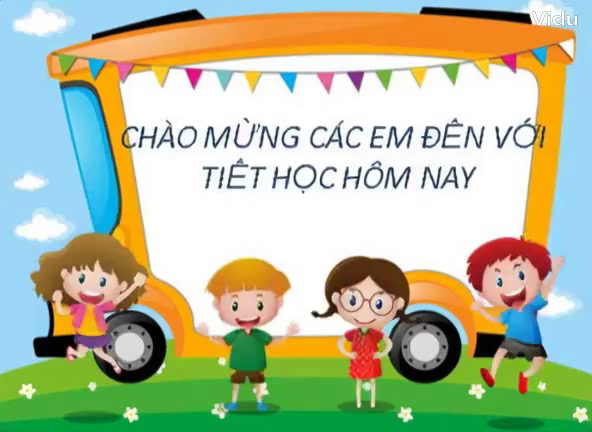 Vidu
CHÀO MỪNG CÁC EM ĐẾN VỚI
TIẾT HỌC HÔM NAY